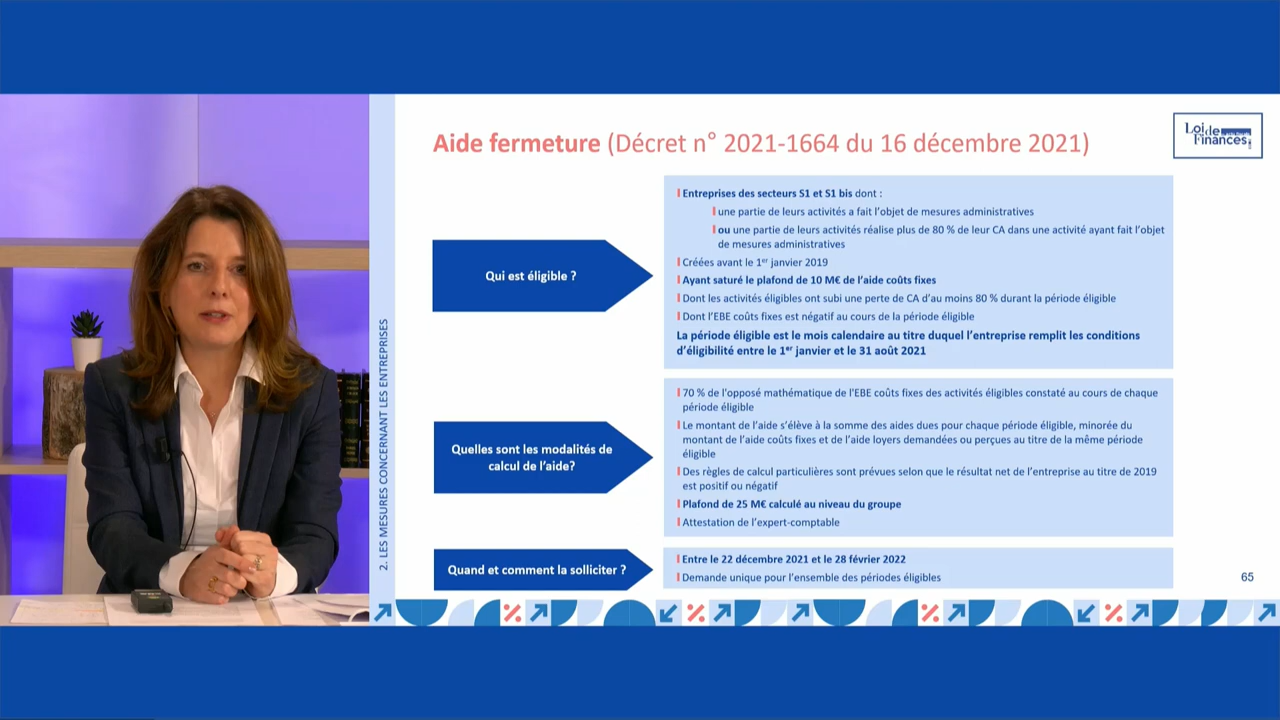 Aide fermeture (Décret n° 2021-1664 du 16 décembre 2021)
Loi de
Finances
2. LES MESURES CONCERNANT LES ENTREPRISES
Qui est éligible ?
Entreprises des secteurs S1 et S1 bis dont :
une partie de leurs activités a fait l'objet de mesures administratives
ou une partie de leurs activités réalise plus de 80 % de leur CA dans une activité ayant fait l'objet
de mesures administratives
Créées avant le 1er janvier 2019
Ayant saturé le plafond de 10 M€ de l'aide coûts fixes
Dont les activités éligibles ont subi une perte de CA d'au moins 80 % durant la période éligible
Dont l'EBE coûts fixes est négatif au cours de la période éligible
La période éligible est le mois calendaire au titre duquel l'entreprise remplit les conditions
d'éligibilité entre le 1er janvier et le 31 août 2021
Quelles sont les modalités de
calcul de l'aide?
70 % de l'opposé mathématique de l'EBE coûts fixes des activités éligibles constaté au cours de chaque
période éligible
Le montant de l'aide s'élève à la somme des aides dues pour chaque période éligible, minorée du
montant de l'aide coûts fixes et de l'aide loyers demandées ou perçues au titre de la même période
éligible
Des règles de calcul particulières sont prévues selon que le résultat net de l'entreprise au titre de 2019
est positif ou négatif
Plafond de 25 M€ calculé au niveau du groupe
Attestation de l'expert-comptable
Quand et comment la solliciter ?
Entre le 22 décembre 2021 et le 28 février 2022
Demande unique pour l'ensemble des périodes éligibles
65